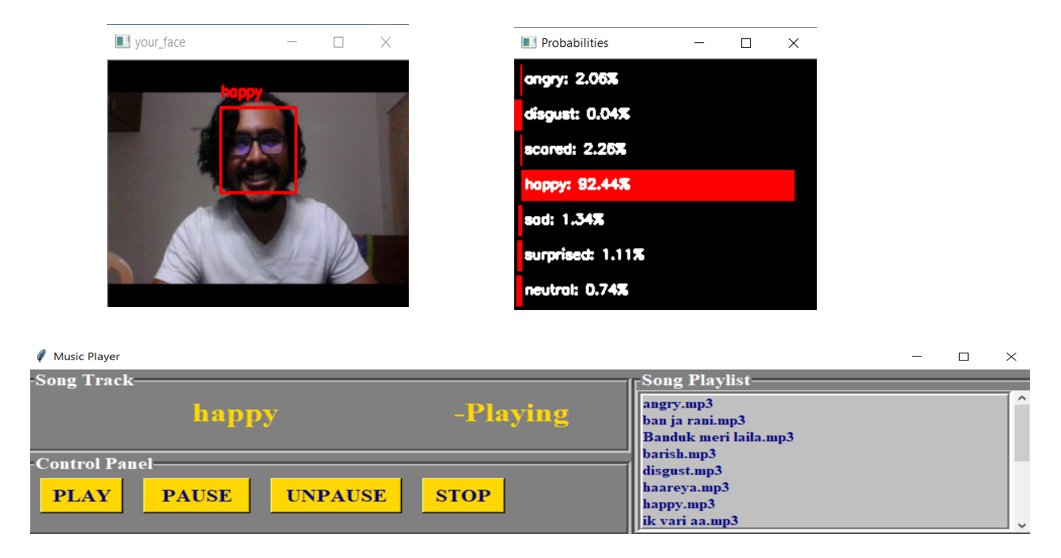 your_face
happy
Probabilities
angry: 2.06%
disgust: 0.04%
scared: 2.26%
happy: 92.44%
sad: 1.34%
surprised: 1.11%
neutral: 0.74%
Music Player
Song Track
happy -Playing
Control Panel
PLAY PAUSE UNPAUSE STOP
Song Playlist
angry.mp3
ban ja rani.mp3
Banduk meri laila.mp3
barish.mp3
disgust.mp3
haareya.mp3
happy.mp3
ik vari aa.mp3